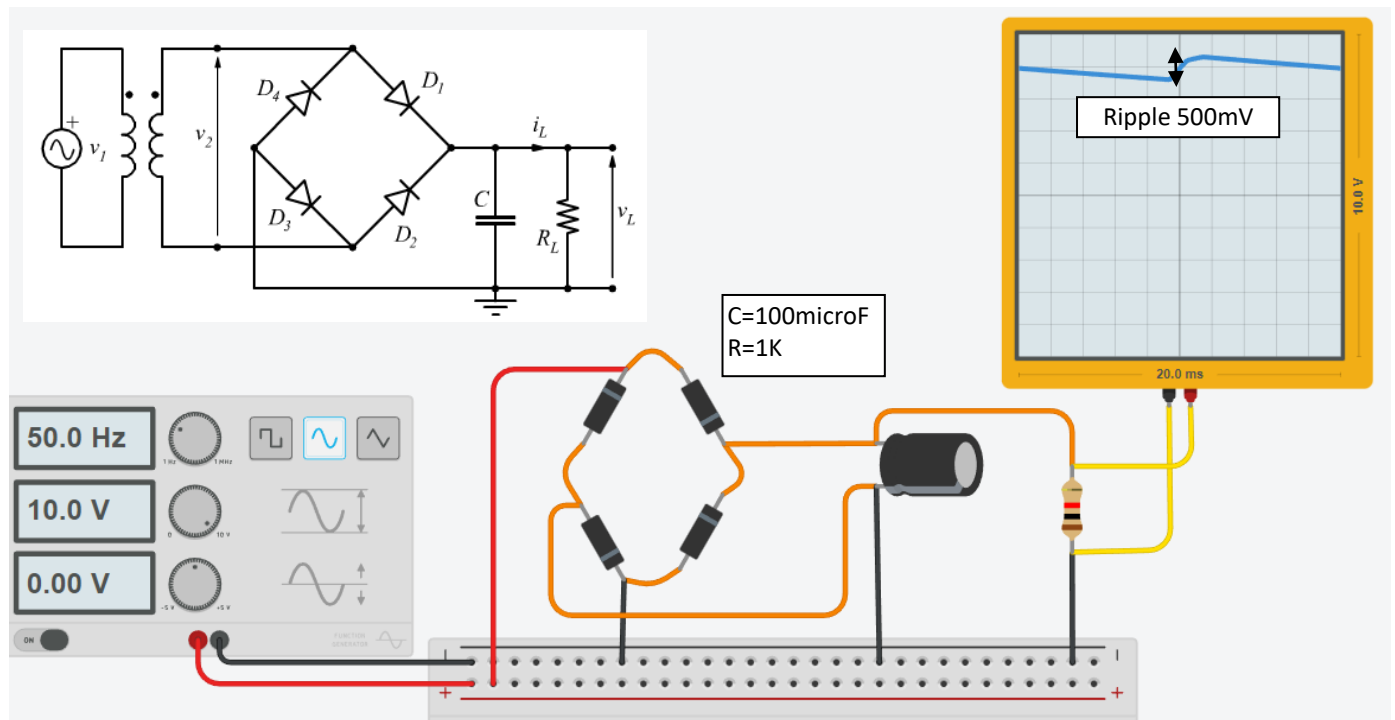 +
v1
v2
D4
D1
D3
D2
iL
C
RL
vL
Ripple 500mV
10.0 V
20.0 ms
C=100microF
R=1K
50.0 Hz
1 Hz
1 MHz
10.0 V
0
10 V
0.00 V
-5 V
+5 V
ON
FUNCTION
GENERATOR
-
+
-
+